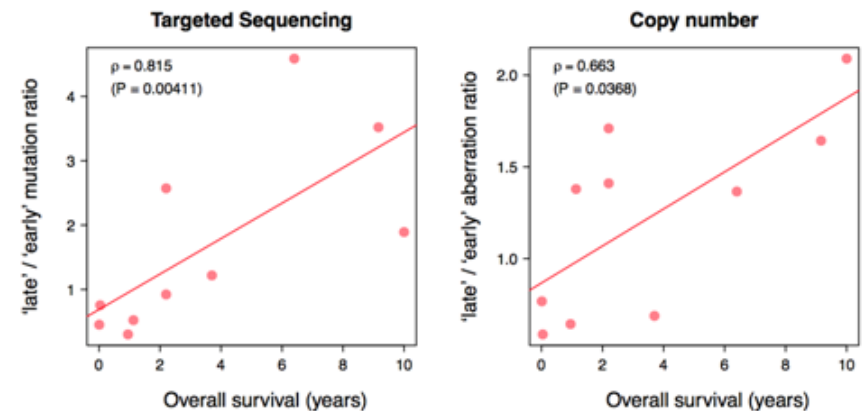 Targeted Sequencing
ρ = 0.815
(P = 0.00411)
'late' / 'early' mutation ratio
4
3
2
1
0 2 4 6 8 10
Overall survival (years)
Copy number
ρ = 0.663
(P = 0.0368)
'late' / 'early' aberration ratio
2.0
1.5
1.0
0 2 4 6 8 10
Overall survival (years)